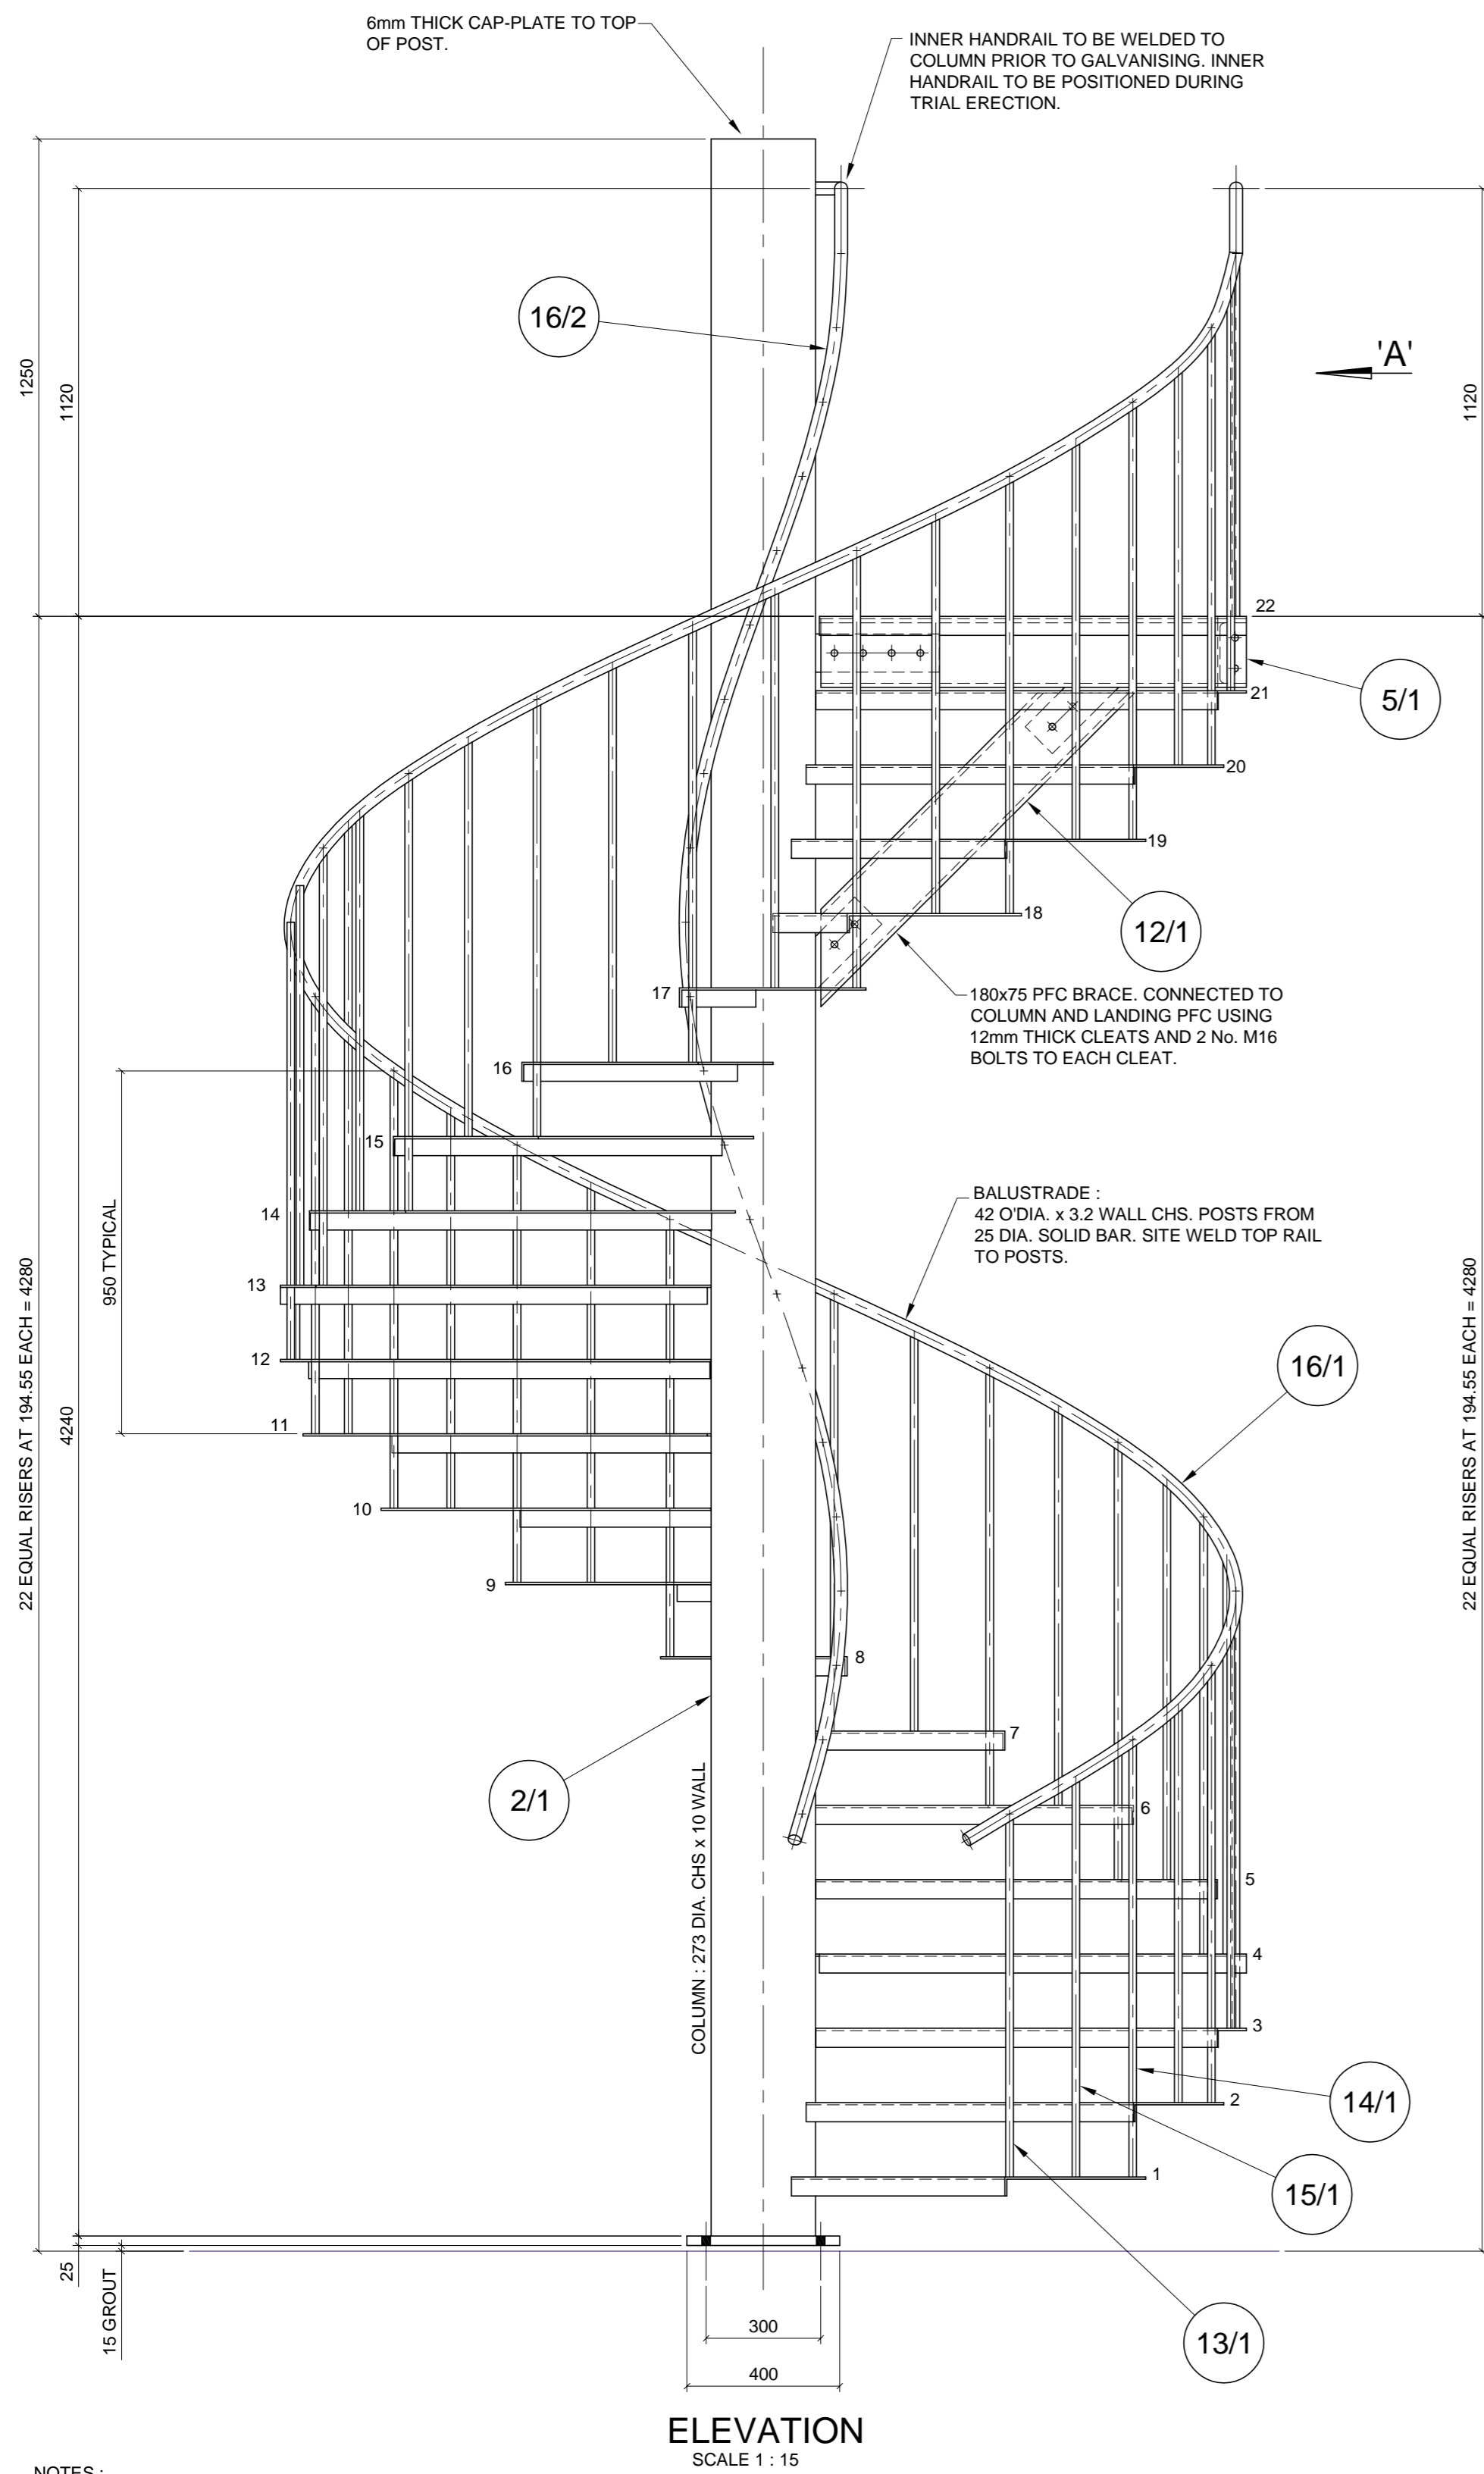 6mm THICK CAP-PLATE TO TOP
OF POST.
INNER HANDRAIL TO BE WELDED TO
COLUMN PRIOR TO GALVANISING. INNER
HANDRAIL TO BE POSITIONED DURING
TRIAL ERECTION.
16/2
'A'
1250
1120
1120
22
5/1
21
20
19
12/1
18
180x75 PFC BRACE. CONNECTED TO
COLUMN AND LANDING PFC USING
12mm THICK CLEATS AND 2 No. M16
BOLTS TO EACH CLEAT.
17
16
15
14
13
12
11
10
9
8
7
6
5
4
3
2
1
950 TYPICAL
BALUSTRADE :
42 O'DIA. x 3.2 WALL CHS. POSTS FROM
25 DIA. SOLID BAR. SITE WELD TOP RAIL
TO POSTS.
22 EQUAL RISERS AT 194.55 EACH = 4280
4240
22 EQUAL RISERS AT 194.55 EACH = 4280
16/1
2/1
COLUMN : 273 DIA. CHS x 10 WALL
14/1
15/1
13/1
25
15 GROUT
300
400
ELEVATION
SCALE 1 : 15
NOTES :